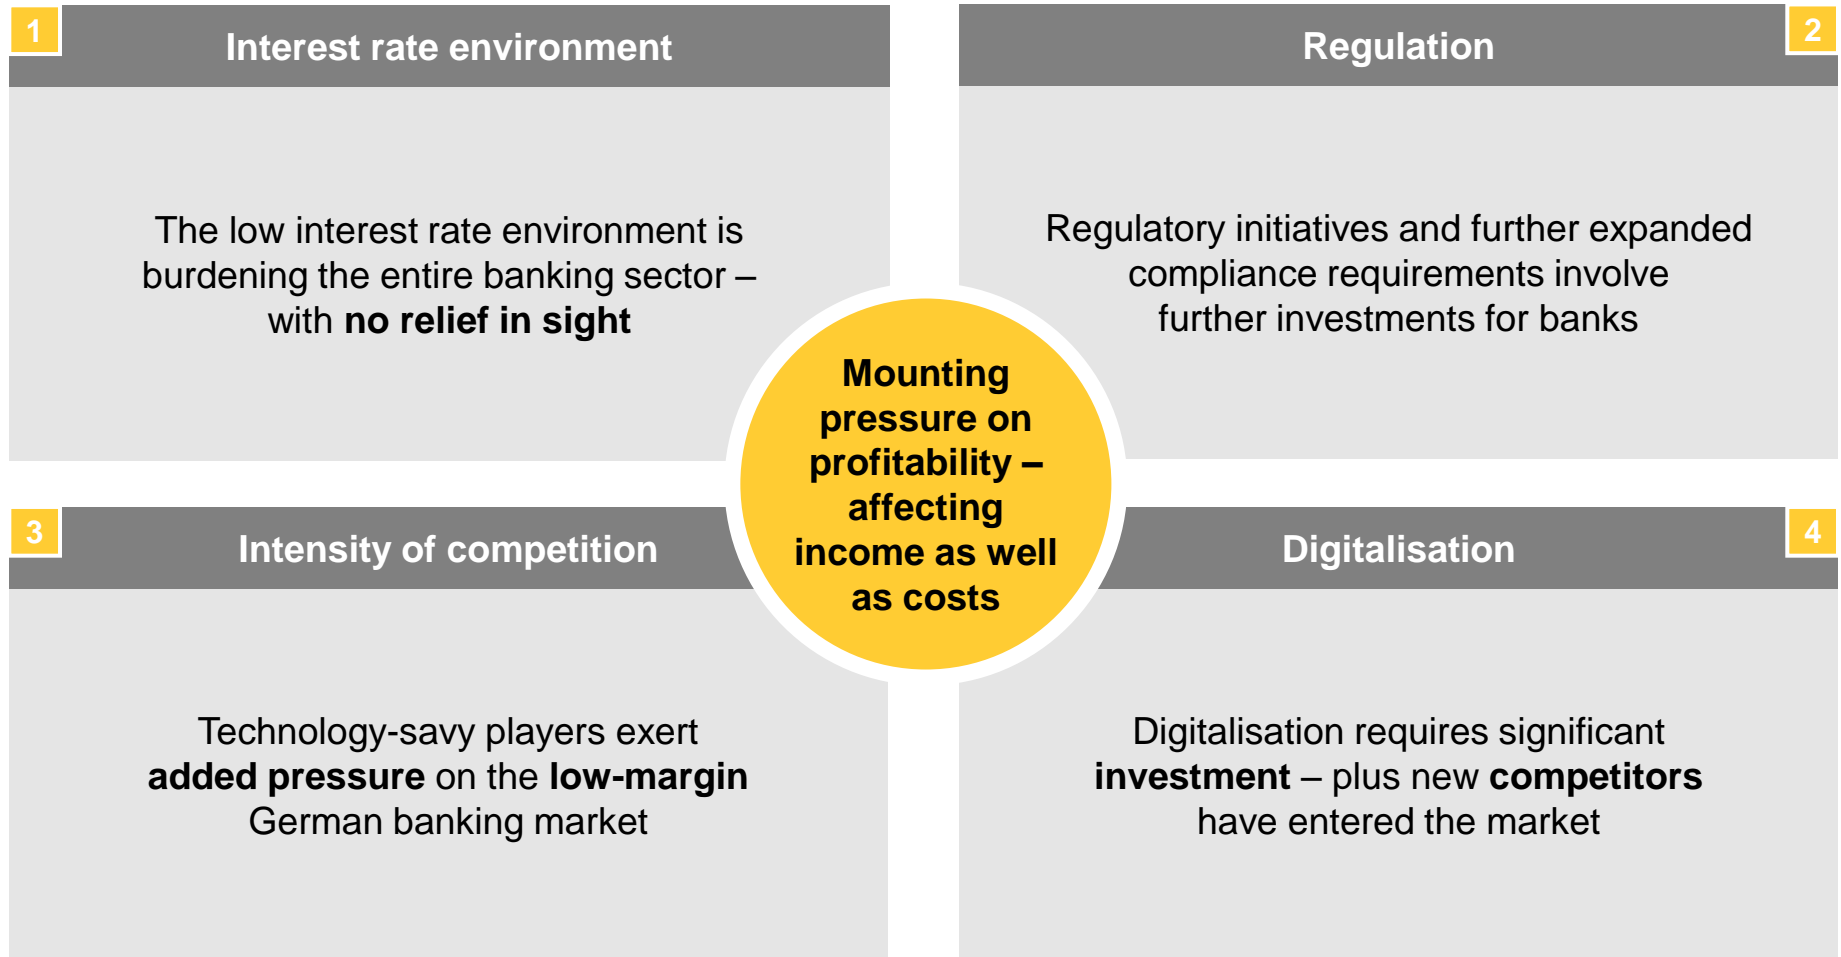 1
Interest rate environment
The low interest rate environment is
burdening the entire banking sector –
with no relief in sight
2
Regulation
Regulatory initiatives and further expanded
compliance requirements involve
further investments for banks
Mounting
pressure on
profitability –
affecting
income as well
as costs
3
Intensity of competition
Technology-savvy players exert
added pressure on the low-margin
German banking market
4
Digitalisation
Digitalisation requires significant
investment – plus new competitors
have entered the market